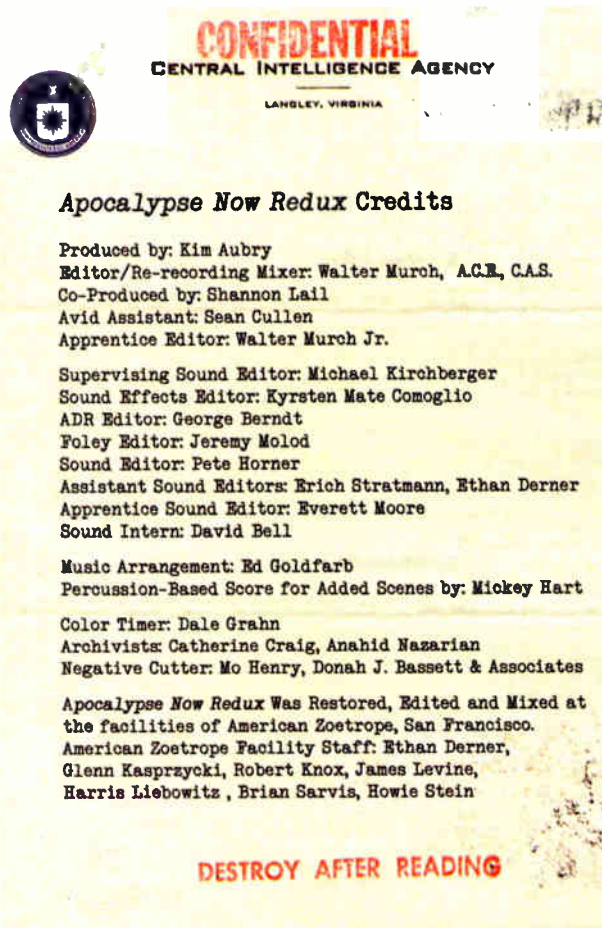 CONFIDENTIAL
CENTRAL INTELLIGENCE AGENCY
LANGLEY, VIRGINIA
Apocalypse Now Redux Credits
Produced by: Kim Aubry
Editor/Re-recording Mixer: Walter Murch, A.C.E., C.A.S.
Co-Produced by: Shannon Lail
Avid Assistant: Sean Cullen
Apprentice Editor: Walter Murch Jr.
Supervising Sound Editor: Michael Kirchberger
Sound Effects Editor: Kyrsten Mate Comoglio
ADR Editor: George Berndt
Foley Editor: Jeremy Molod
Sound Editor: Pete Horner
Assistant Sound Editors: Erich Stratmann, Ethan Derner
Apprentice Sound Editor: Everett Moore
Sound Intern: David Bell
Music Arrangement: Ed Goldfarb
Percussion-Based Score for Added Scenes by: Mickey Hart
Color Timer: Dale Grahn
Archivists: Catherine Craig, Anahid Nazarian
Negative Cutter: Mo Henry, Donah J. Bassett & Associates
Apocalypse Now Redux Was Restored, Edited and Mixed at
the facilities of American Zoetrope, San Francisco.
American Zoetrope Facility Staff: Ethan Derner,
Glenn Kasprzycki, Robert Knox, James Levine,
Harris Liebowitz , Brian Sarvis, Howie Stein
DESTROY AFTER READING